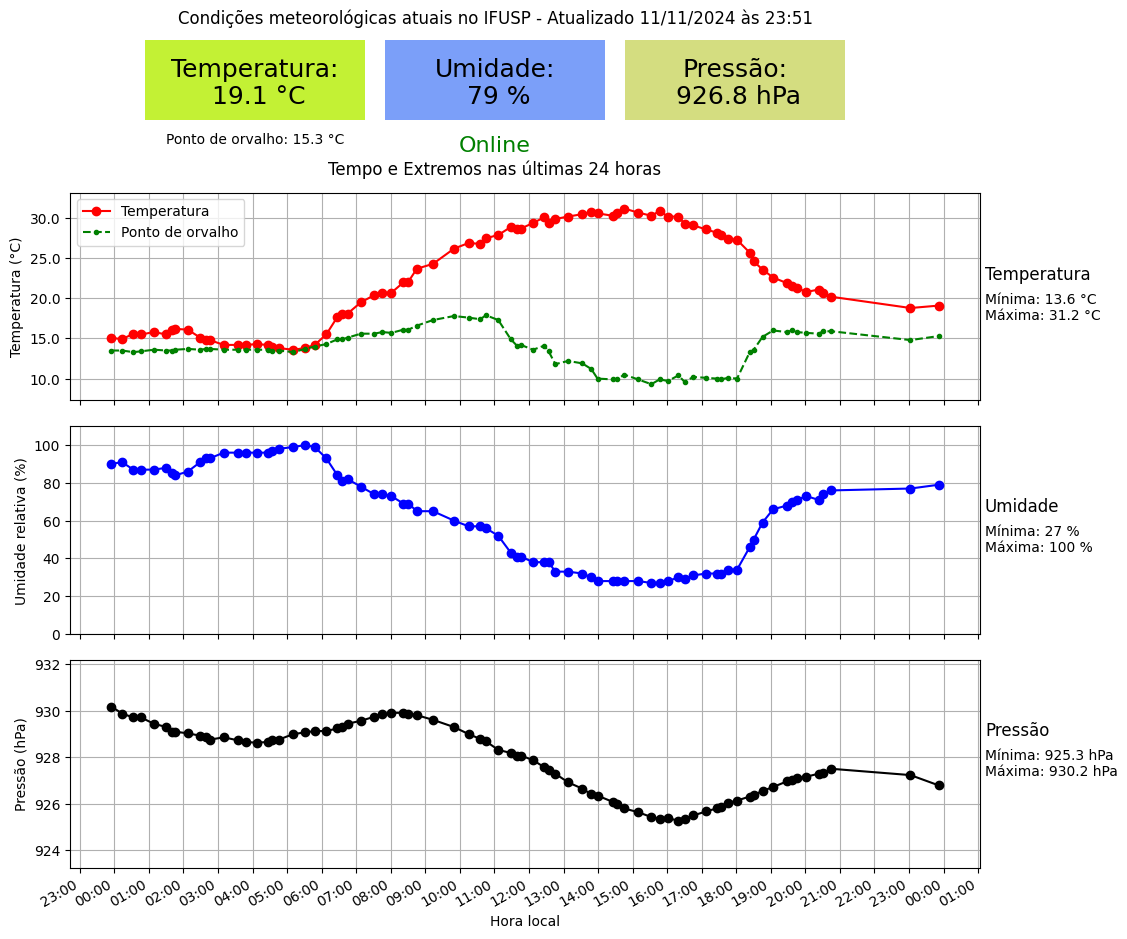 Condições meteorológicas atuais no IFUSP - Atualizado 11/11/2024 às 23:51
Temperatura:
19.1 °C
Umidade:
79 %
Pressão:
926.8 hPa
Ponto de orvalho: 15.3 °C
Online
Tempo e Extremos nas últimas 24 horas
Temperatura (°C)
30.0
25.0
20.0
15.0
10.0
Temperatura
Ponto de orvalho
Temperatura
Mínima: 13.6 °C
Máxima: 31.2 °C
Umidade relativa (%)
100
80
60
40
20
0
Umidade
Mínima: 27 %
Máxima: 100 %
Pressão (hPa)
932
930
928
926
924
Pressão
Mínima: 925.3 hPa
Máxima: 930.2 hPa
23:00 00:00 01:00 02:00 03:00 04:00 05:00 06:00 07:00 08:00 09:00 10:00 11:00 12:00 13:00 14:00 15:00 16:00 17:00 18:00 19:00 20:00 21:00 22:00 23:00 00:00 01:00
Hora local